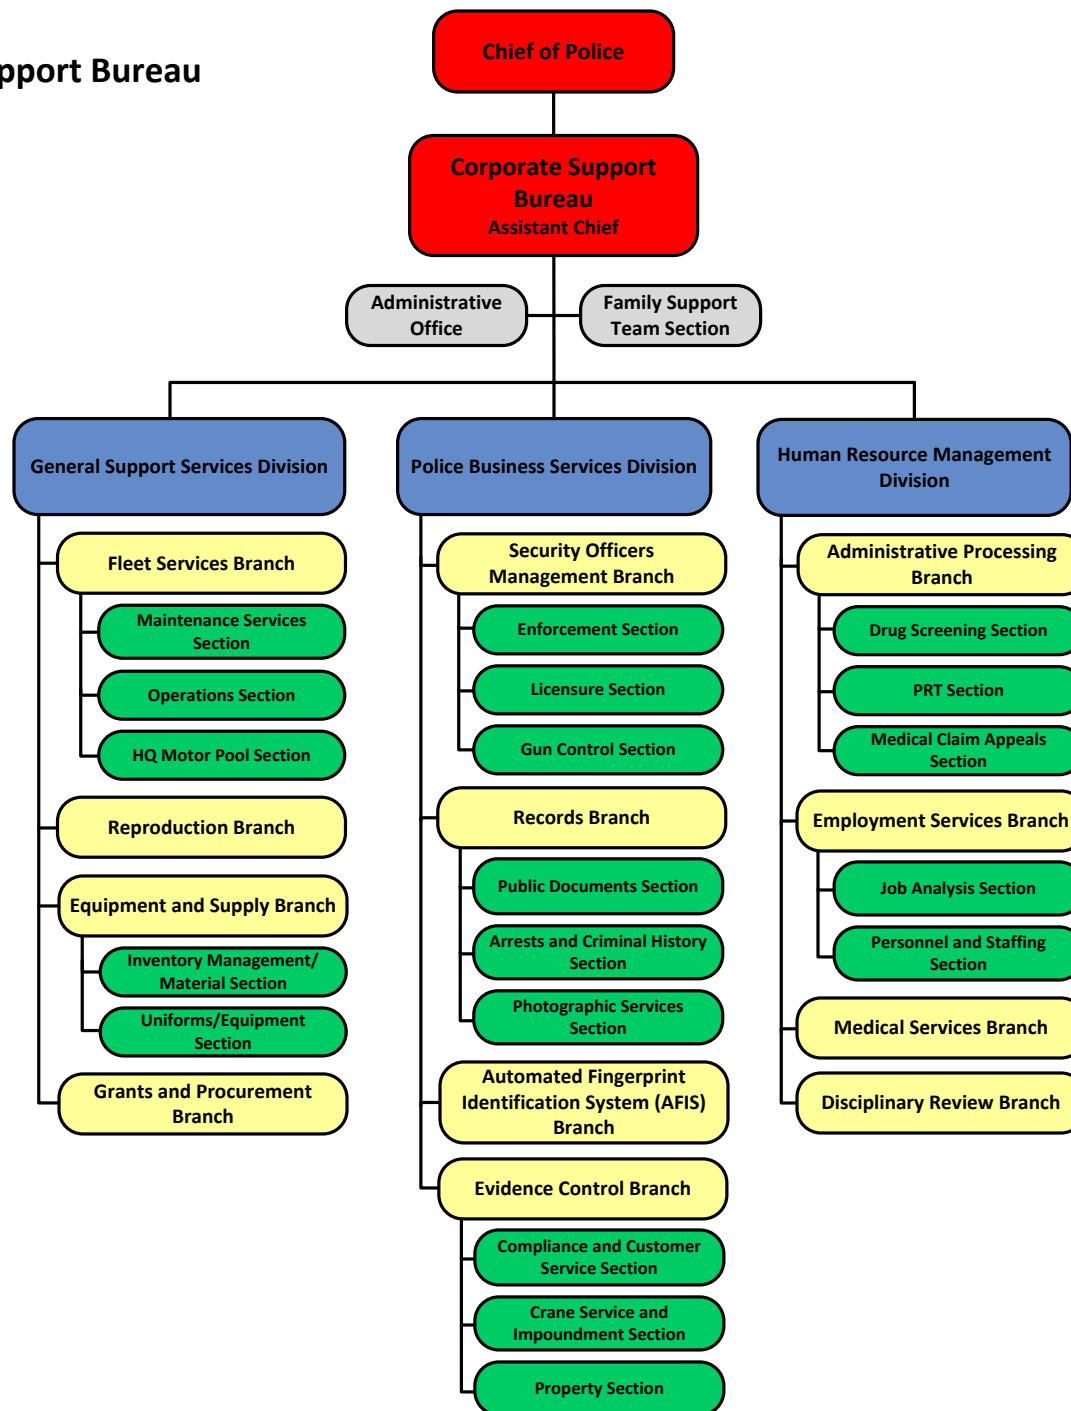 Support Bureau
Chief of Police
Corporate Support
Bureau
Assistant Chief
Administrative
Office
Family Support
Team Section
General Support Services Division
Fleet Services Branch
Maintenance Services
Section
Operations Section
HQ Motor Pool Section
Reproduction Branch
Equipment and Supply Branch
Inventory Management/
Material Section
Uniforms/Equipment
Section
Grants and Procurement
Branch
Police Business Services Division
Security Officers
Management Branch
Enforcement Section
Licensure Section
Gun Control Section
Records Branch
Public Documents Section
Arrests and Criminal History
Section
Photographic Services
Section
Automated Fingerprint
Identification System (AFIS)
Branch
Evidence Control Branch
Compliance and Customer
Service Section
Crane Service and
Impoundment Section
Property Section
Human Resource Management
Division
Administrative Processing
Branch
Drug Screening Section
PRT Section
Medical Claim Appeals
Section
Employment Services Branch
Job Analysis Section
Personnel and Staffing
Section
Medical Services Branch
Disciplinary Review Branch